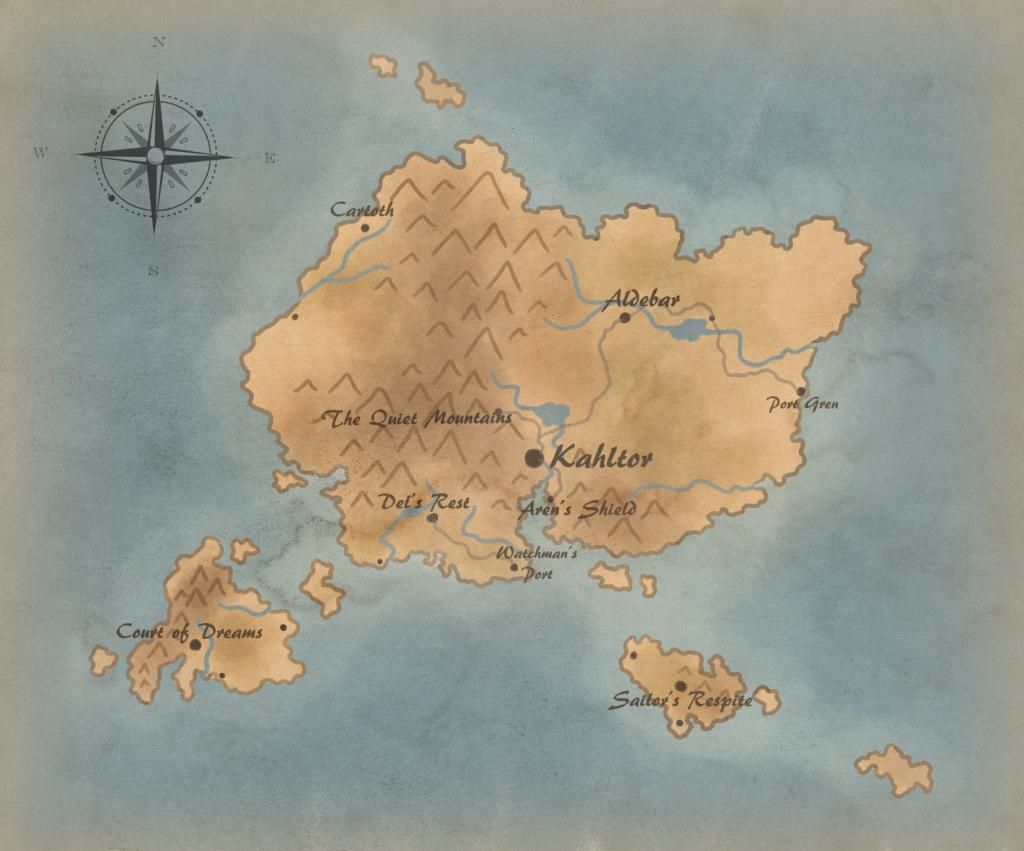 N
W
E
S
Cartoth
Aldebar
Port Gren
The Quiet Mountains
Kahltor
Del's Rest
Aren's Shield
Watchman's
Port
Court of Dreams
Sailor's Respite